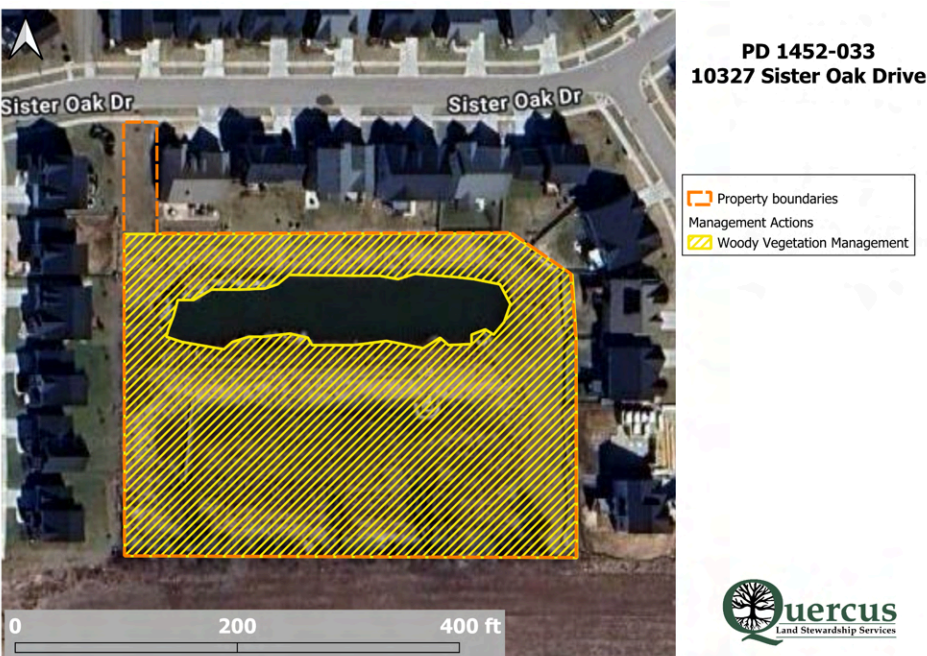 PD 1452-033
10327 Sister Oak Drive
Sister Oak Dr
Sister Oak Dr
Property boundaries
Management Actions
Woody Vegetation Management
0 200 400 ft
Quercus
Land Stewardship Services